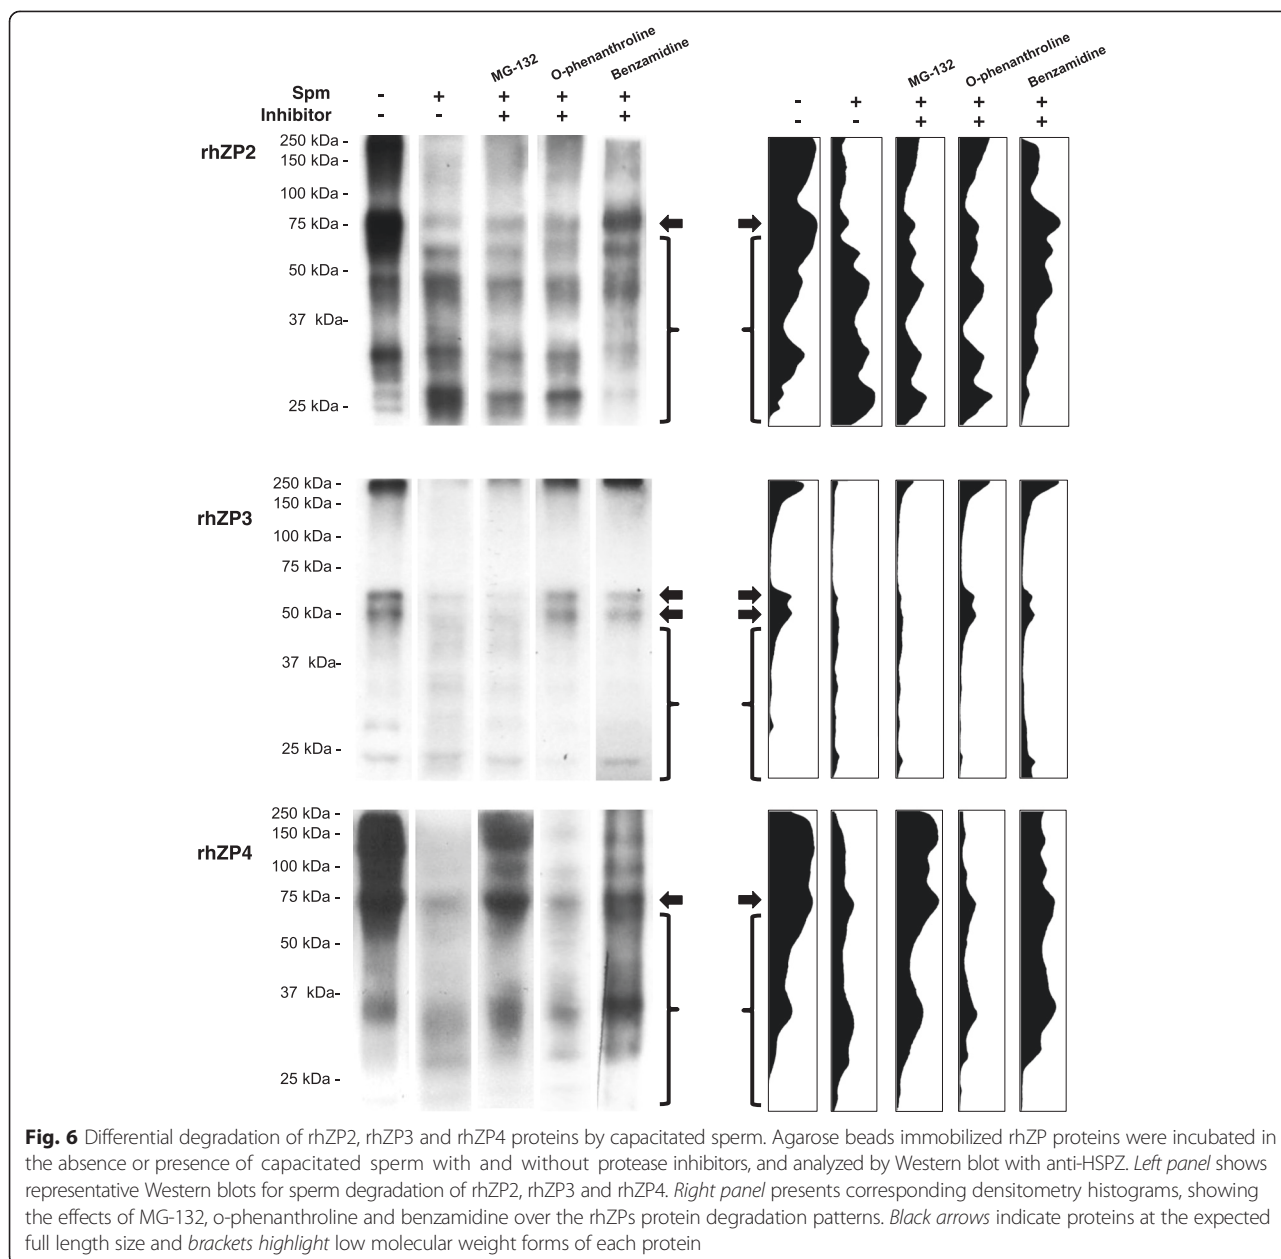 MG-132 O-phenanthroline Benzamidine MG-132 O-phenanthroline Benzamidine
Spm - + + + + - + + + +
Inhibitor - - + + + - - + + +
rhZP2
250 kDa -
150 kDa -
100 kDa -
75 kDa -
50 kDa -
37 kDa-
25 kDa -
rhZP3
250 kDa -
150 kDa -
100 kDa -
75 kDa -
50 kDa -
37 kDa-
25 kDa -
rhZP4
250 kDa -
150 kDa -
100 kDa -
75 kDa -
50 kDa -
37 kDa-
25 kDa -
Fig. 6 Differential degradation of rhZP2, rhZP3 and rhZP4 proteins by capacitated sperm. Agarose beads immobilized rhZP proteins were incubated in
the absence or presence of capacitated sperm with and without protease inhibitors, and analyzed by Western blot with anti-HSPZ. Left panel shows
representative Western blots for sperm degradation of rhZP2, rhZP3 and rhZP4. Right panel presents corresponding densitometry histograms, showing
the effects of MG-132, o-phenanthroline and benzamidine over the rhZPs protein degradation patterns. Black arrows indicate proteins at the expected
full length size and brackets highlight low molecular weight forms of each protein